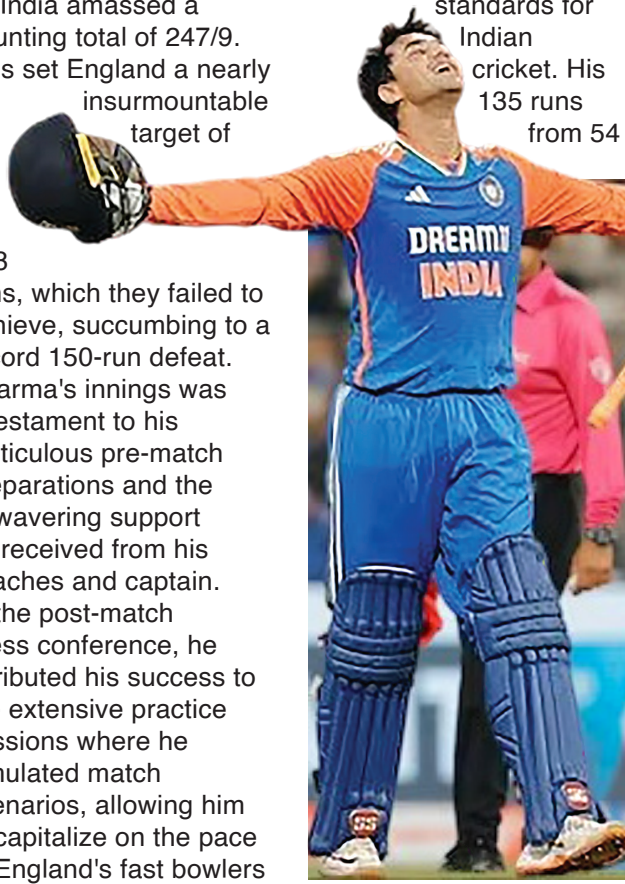 India amassed a
unting total of 247/9.
s set England a nearly
insurmountable
target of
s, which they failed to
hieve, succumbing to a
cord 150-run defeat.
arma's innings was
estament to his
ticulous pre-match
eparations and the
wavering support
received from his
aches and captain.
the post-match
ess conference, he
ributed his success to
extensive practice
ssions where he
mulated match
enarios, allowing him
capitalize on the pace
England's fast bowlers
standards for
Indian
cricket. His
135 runs
from 54
DREAM11
INDIA
SS